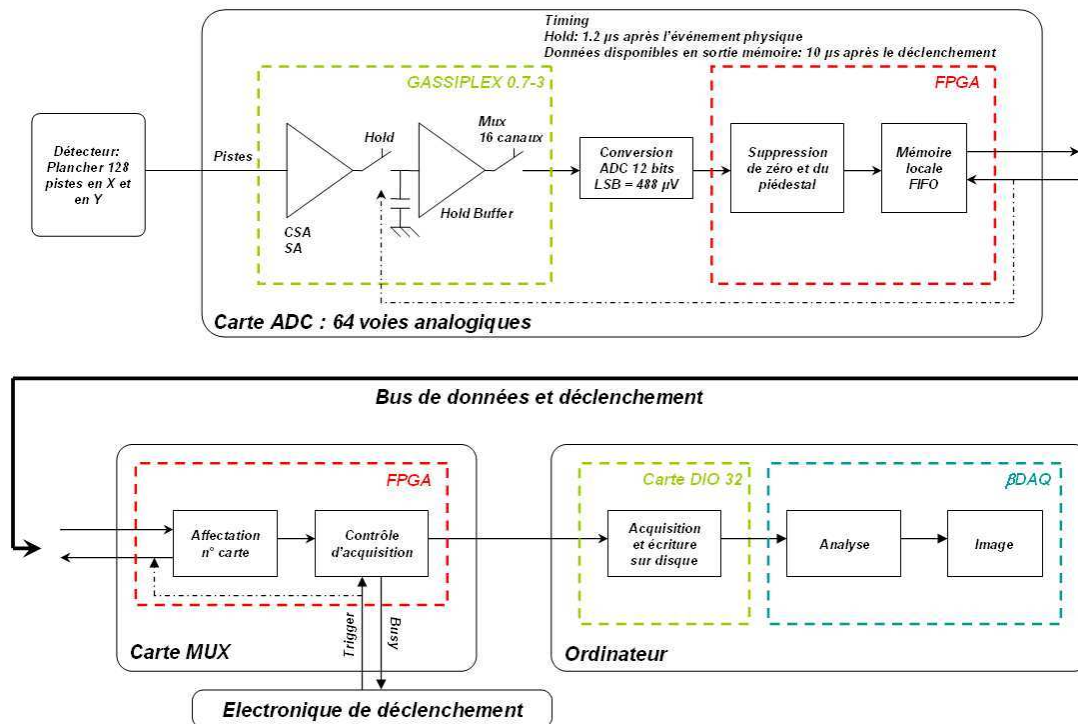 Timing
Hold: 1.2 µs après l'événement physique
Données disponibles en sortie mémoire: 10 µs après le déclenchement
GASSIPLEX 0.7-3
FPGA
Détecteur:
Plancher 128
pistes en X et
en Y
Pistes
Hold
Mux
16 canaux
CSA
SA
Hold Buffer
Conversion
ADC 12 bits
LSB = 488 µV
Suppression
de zéro et du
piédestal
Mémoire
locale
FIFO
Carte ADC : 64 voies analogiques
Bus de données et déclenchement
FPGA
Affectation
n° carte
Contrôle
d'acquisition
Trigger
Busy
Carte MUX
Electronique de déclenchement
Carte DIO 32
Acquisition
et écriture
sur disque
βDAQ
Analyse
Image
Ordinateur